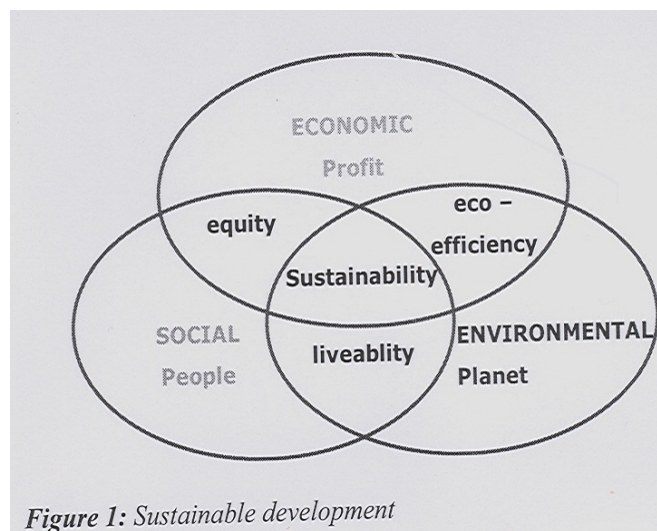 ECONOMIC
Profit
equity
eco –
efficiency
Sustainability
SOCIAL
People
liveablity
ENVIRONMENTAL
Planet
Figure 1: Sustainable development